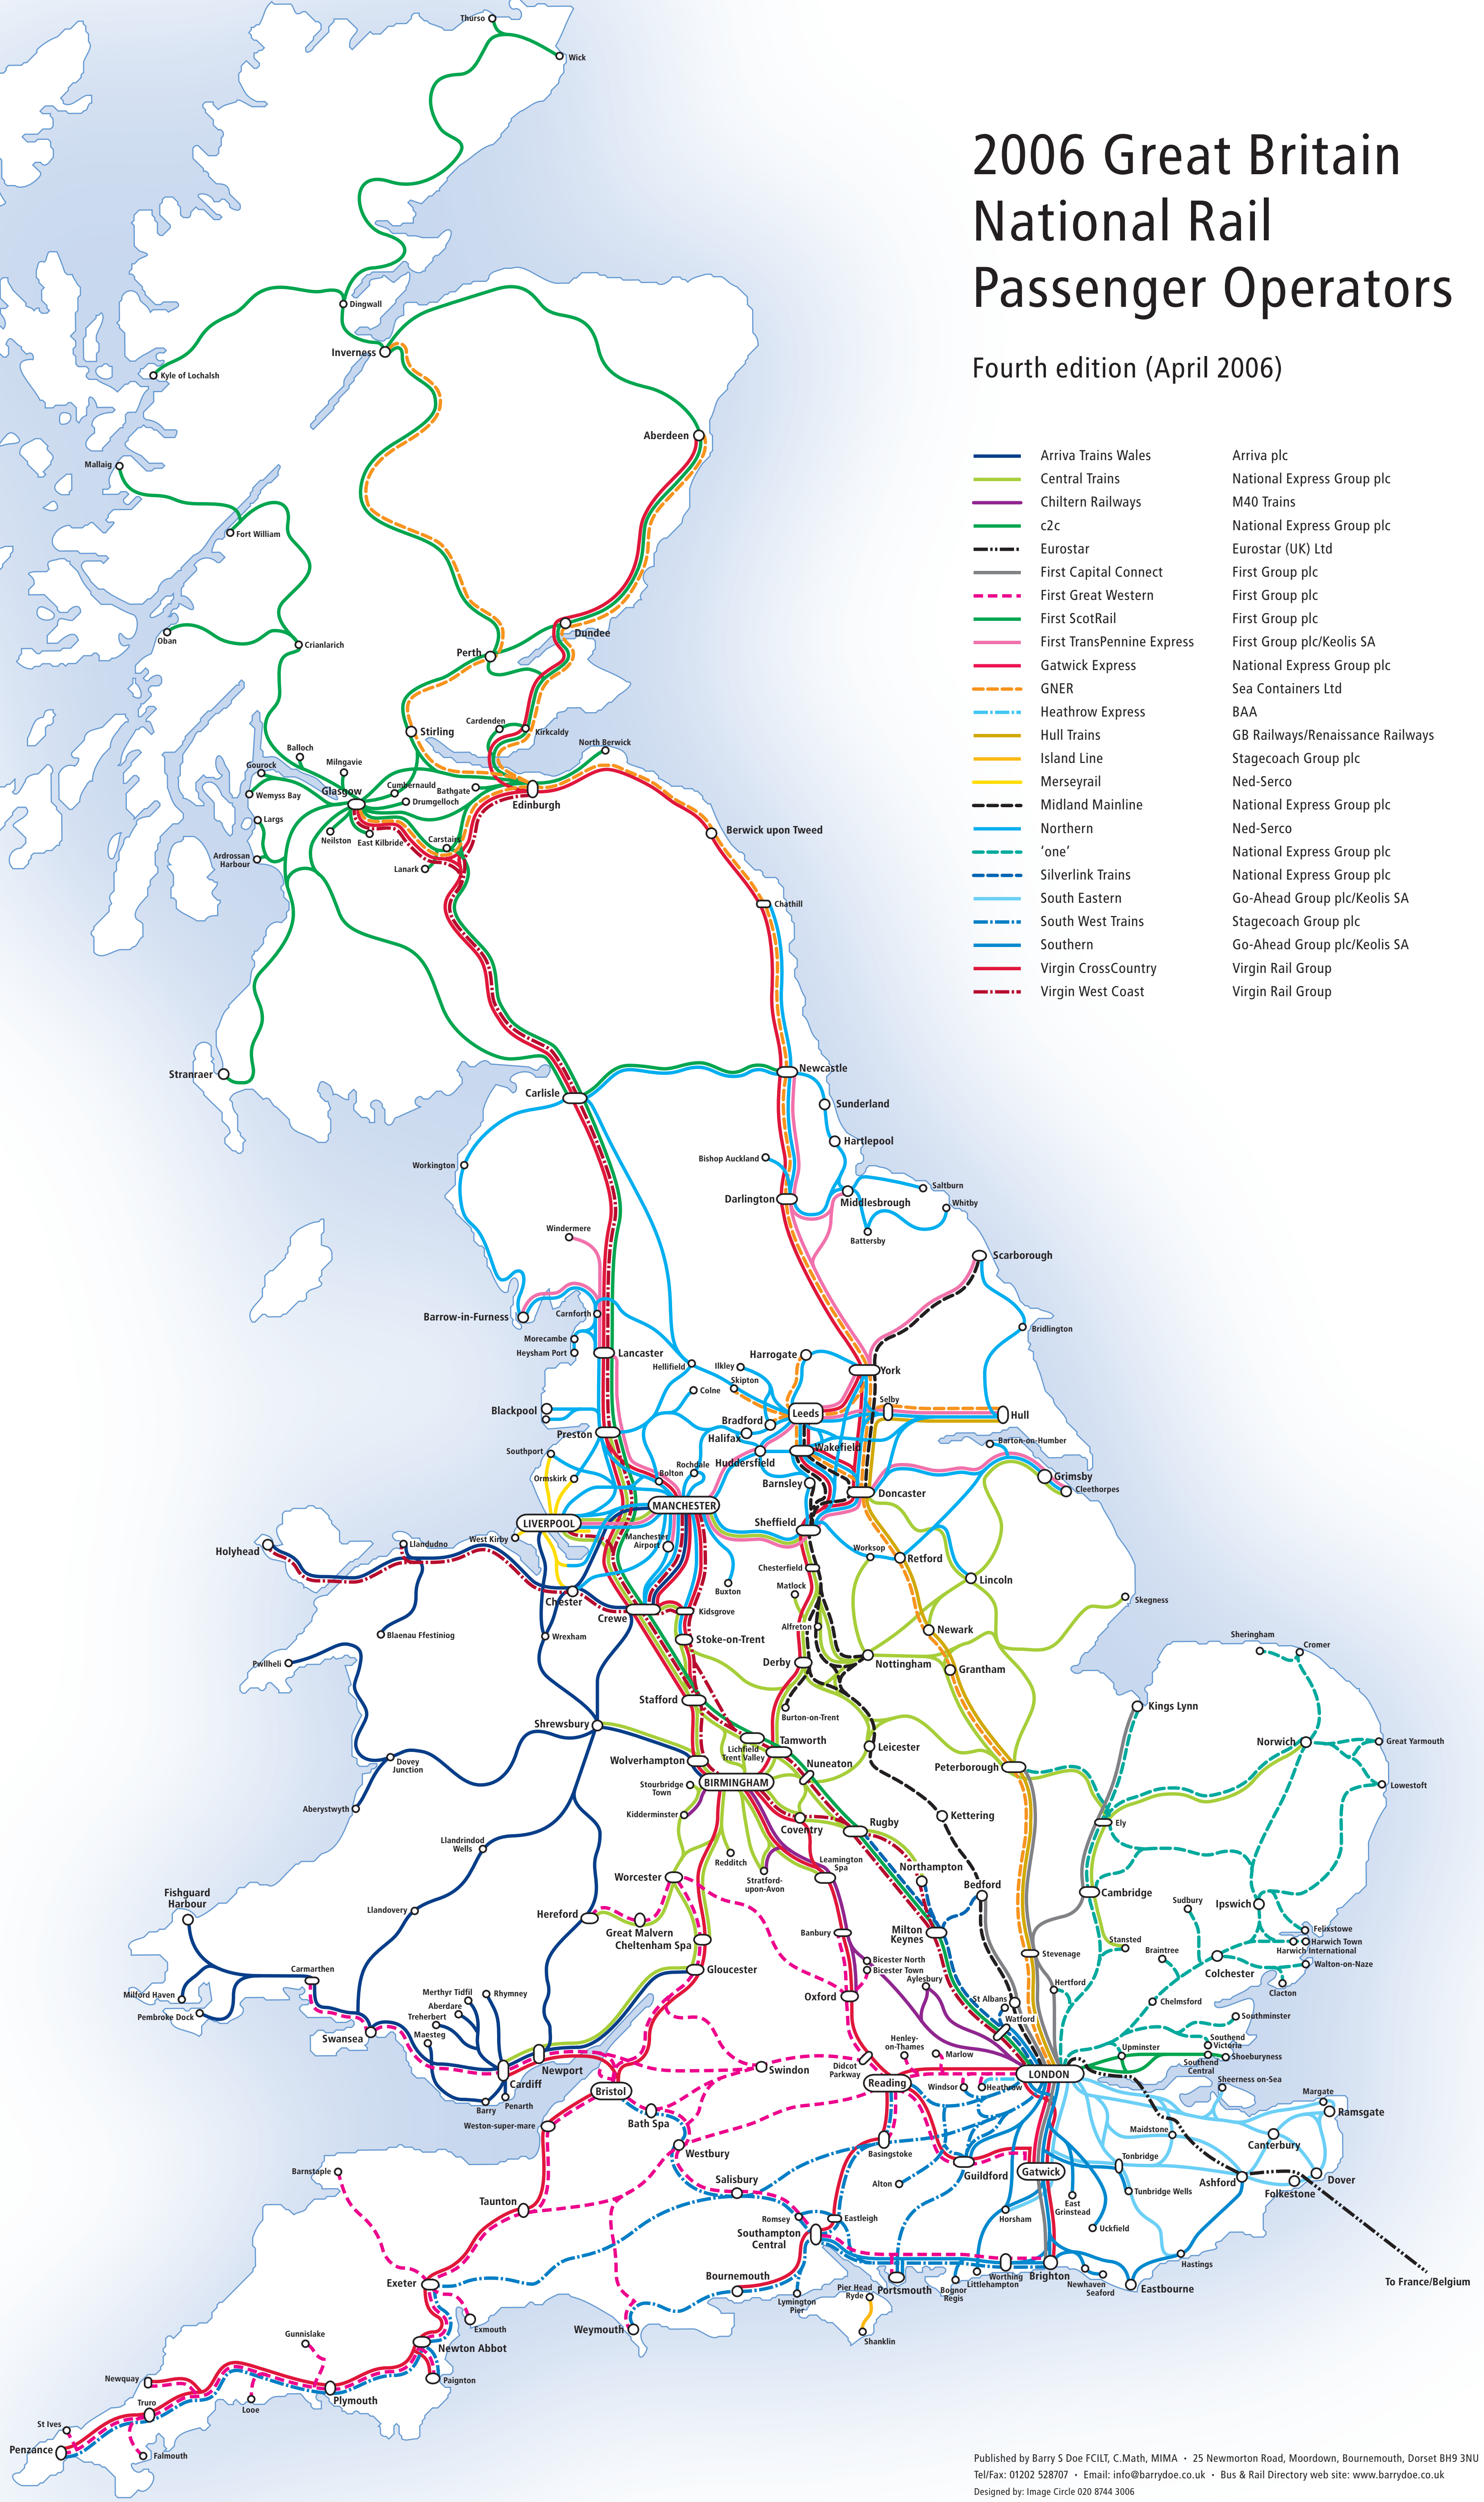 2006 Great Britain
National Rail
Passenger Operators
Fourth edition (April 2006)
Arriva Trains Wales Arriva plc
Central Trains National Express Group plc
Chiltern Railways M40 Trains
c2c National Express Group plc
Eurostar Eurostar (UK) Ltd
First Capital Connect First Group plc
First Great Western First Group plc
First ScotRail First Group plc
First TransPennine Express First Group plc/Keolis SA
Gatwick Express National Express Group plc
GNER Sea Containers Ltd
Heathrow Express BAA
Hull Trains GB Railways/Renaissance Railways
Island Line Stagecoach Group plc
Merseyrail Ned-Serco
Midland Mainline National Express Group plc
Northern Ned-Serco
‘one’ National Express Group plc
Silverlink Trains National Express Group plc
South Eastern Go-Ahead Group plc/Keolis SA
South West Trains Stagecoach Group plc
Southern Go-Ahead Group plc/Keolis SA
Virgin CrossCountry Virgin Rail Group
Virgin West Coast Virgin Rail Group
Thurso
Wick
Dingwall
Inverness
Kyle of Lochalsh
Aberdeen
Mallaig
Fort William
Oban
Crianlarich
Dundee
Perth
Stirling
Cardenden
Kirkcaldy
North Berwick
Balloch
Milngavie
Gourock
Wemyss Bay
Glasgow
Cumbernauld
Bathgate
Drumgelloch
Edinburgh
Largs
Neilston
East Kilbride
Carstairs
Lanark
Ardrossan
Harbour
Berwick upon Tweed
Chathill
Stranraer
Newcastle
Carlisle
Sunderland
Hartlepool
Workington
Bishop Auckland
Darlington
Middlesbrough
Saltburn
Whitby
Battersby
Windermere
Scarborough
Barrow-in-Furness
Carnforth
Morecambe
Heysham Port
Lancaster
Bridlington
Harrogate
York
Hellifield
Ilkley
Skipton
Colne
Selby
Leeds
Hull
Blackpool
Bradford
Halifax
Preston
Barton-on-Humber
Wakefield
Southport
Huddersfield
Rochdale
Bolton
Ormskirk
Barnsley
Grimsby
Cleethorpes
Doncaster
MANCHESTER
LIVERPOOL
Sheffield
West Kirby
Manchester
Airport
Holyhead
Llandudno
Worksop
Retford
Chesterfield
Lincoln
Buxton
Matlock
Chester
Crewe
Kidsgrove
Skegness
Alfreton
Newark
Wrexham
Stoke-on-Trent
Blaenau Ffestiniog
Pwllheli
Derby
Nottingham
Grantham
Sheringham
Cromer
Stafford
Burton-on-Trent
Kings Lynn
Shrewsbury
Lichfield
Trent Valley
Tamworth
Leicester
Norwich
Great Yarmouth
Dovey
Junction
Wolverhampton
Nuneaton
Peterborough
BIRMINGHAM
Stourbridge
Town
Lowestoft
Aberystwyth
Kidderminster
Coventry
Rugby
Kettering
Ely
Llandrindod
Wells
Redditch
Stratford-
upon-Avon
Leamington
Spa
Northampton
Worcester
Bedford
Cambridge
Fishguard
Harbour
Sudbury
Ipswich
Llandovery
Hereford
Great Malvern
Cheltenham Spa
Banbury
Milton
Keynes
Felixstowe
Harwich Town
Harwich International
Stansted
Braintree
Stevenage
Colchester
Walton-on-Naze
Clacton
Bicester North
Bicester Town
Aylesbury
Gloucester
Carmarthen
Milford Haven
Pembroke Dock
Merthyr Tidfil
Rhymney
Aberdare
Treherbert
Maesteg
Oxford
Hertford
St Albans
Watford
Chelmsford
Southminster
Swansea
Henley-
on-Thames
Marlow
Upminster
Southend
Victoria
Southend
Central
Shoeburyness
Newport
Cardiff
Swindon
Didcot
Parkway
Reading
LONDON
Windsor
Heathrow
Sheerness on-Sea
Barry
Penarth
Bristol
Bath Spa
Margate
Ramsgate
Weston-super-mare
Maidstone
Canterbury
Westbury
Basingstoke
Tonbridge
Barnstaple
Salisbury
Alton
Guildford
Gatwick
Tunbridge Wells
Ashford
Folkestone
Dover
Taunton
East
Grinstead
Horsham
Uckfield
Romsey
Eastleigh
Southampton
Central
Hastings
Exeter
Bournemouth
Pier Head
Ryde
Portsmouth
Bognor
Regis
Littlehampton
Worthing
Brighton
Newhaven
Seaford
Eastbourne
To France/Belgium
Lymington
Pier
Exmouth
Weymouth
Shanklin
Gunnislake
Newton Abbot
Newquay
Paignton
Truro
Looe
Plymouth
St Ives
Penzance
Falmouth
Published by Barry S Doe FCILT, C.Math, MIMA · 25 Newmorton Road, Moordown, Bournemouth, Dorset BH9 3NU
Tel/Fax: 01202 528707 · Email: info@barrydoe.co.uk · Bus & Rail Directory web site: www.barrydoe.co.uk
Designed by: Image Circle 020 8744 3006